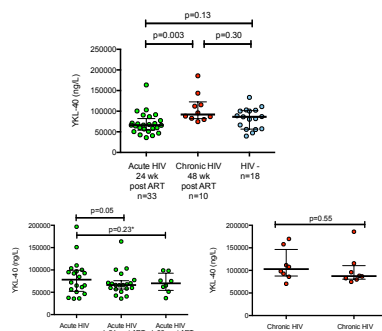 p=0.13
p=0.003 p=0.30
YKL-40 (ng/L)
250000
200000
150000
100000
50000
0
Acute HIV Chronic HIV HIV -
24 wk 48 wk n=18
post ART post ART
n=33 n=10
p=0.05
p=0.23*
YKL-40 (ng/L)
200000
150000
100000
50000
0
Acute HIV Acute HIV Acute HIV
p=0.55
YKL-40 (ng/L)
200000
150000
100000
50000
0
Chronic HIV Chronic HIV